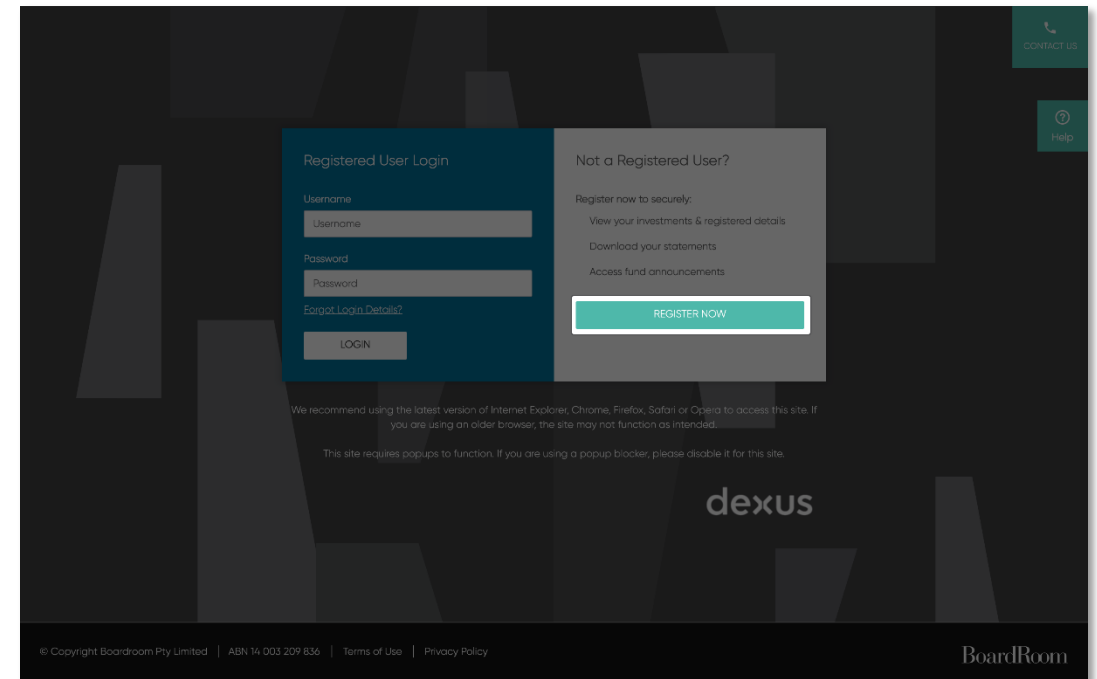 CONTACT US
Help
Registered User Login
Username
Username
Password
Password
Forgot Login Details?
LOGIN
Not a Registered User?
Register now to securely:
View your investments & registered details
Download your statements
Access fund announcements
REGISTER NOW
We recommend using the latest version of Internet Explorer, Chrome, Firefox, Safari or Opera to access this site. If
you are using an older browser, the site may not function as intended.
This site requires popups to function. If you are using a popup blocker, please disable it for this site.
dexus
© Copyright Boardroom Pty Limited | ABN 14 003 209 836 | Terms of Use | Privacy Policy
BoardRoom